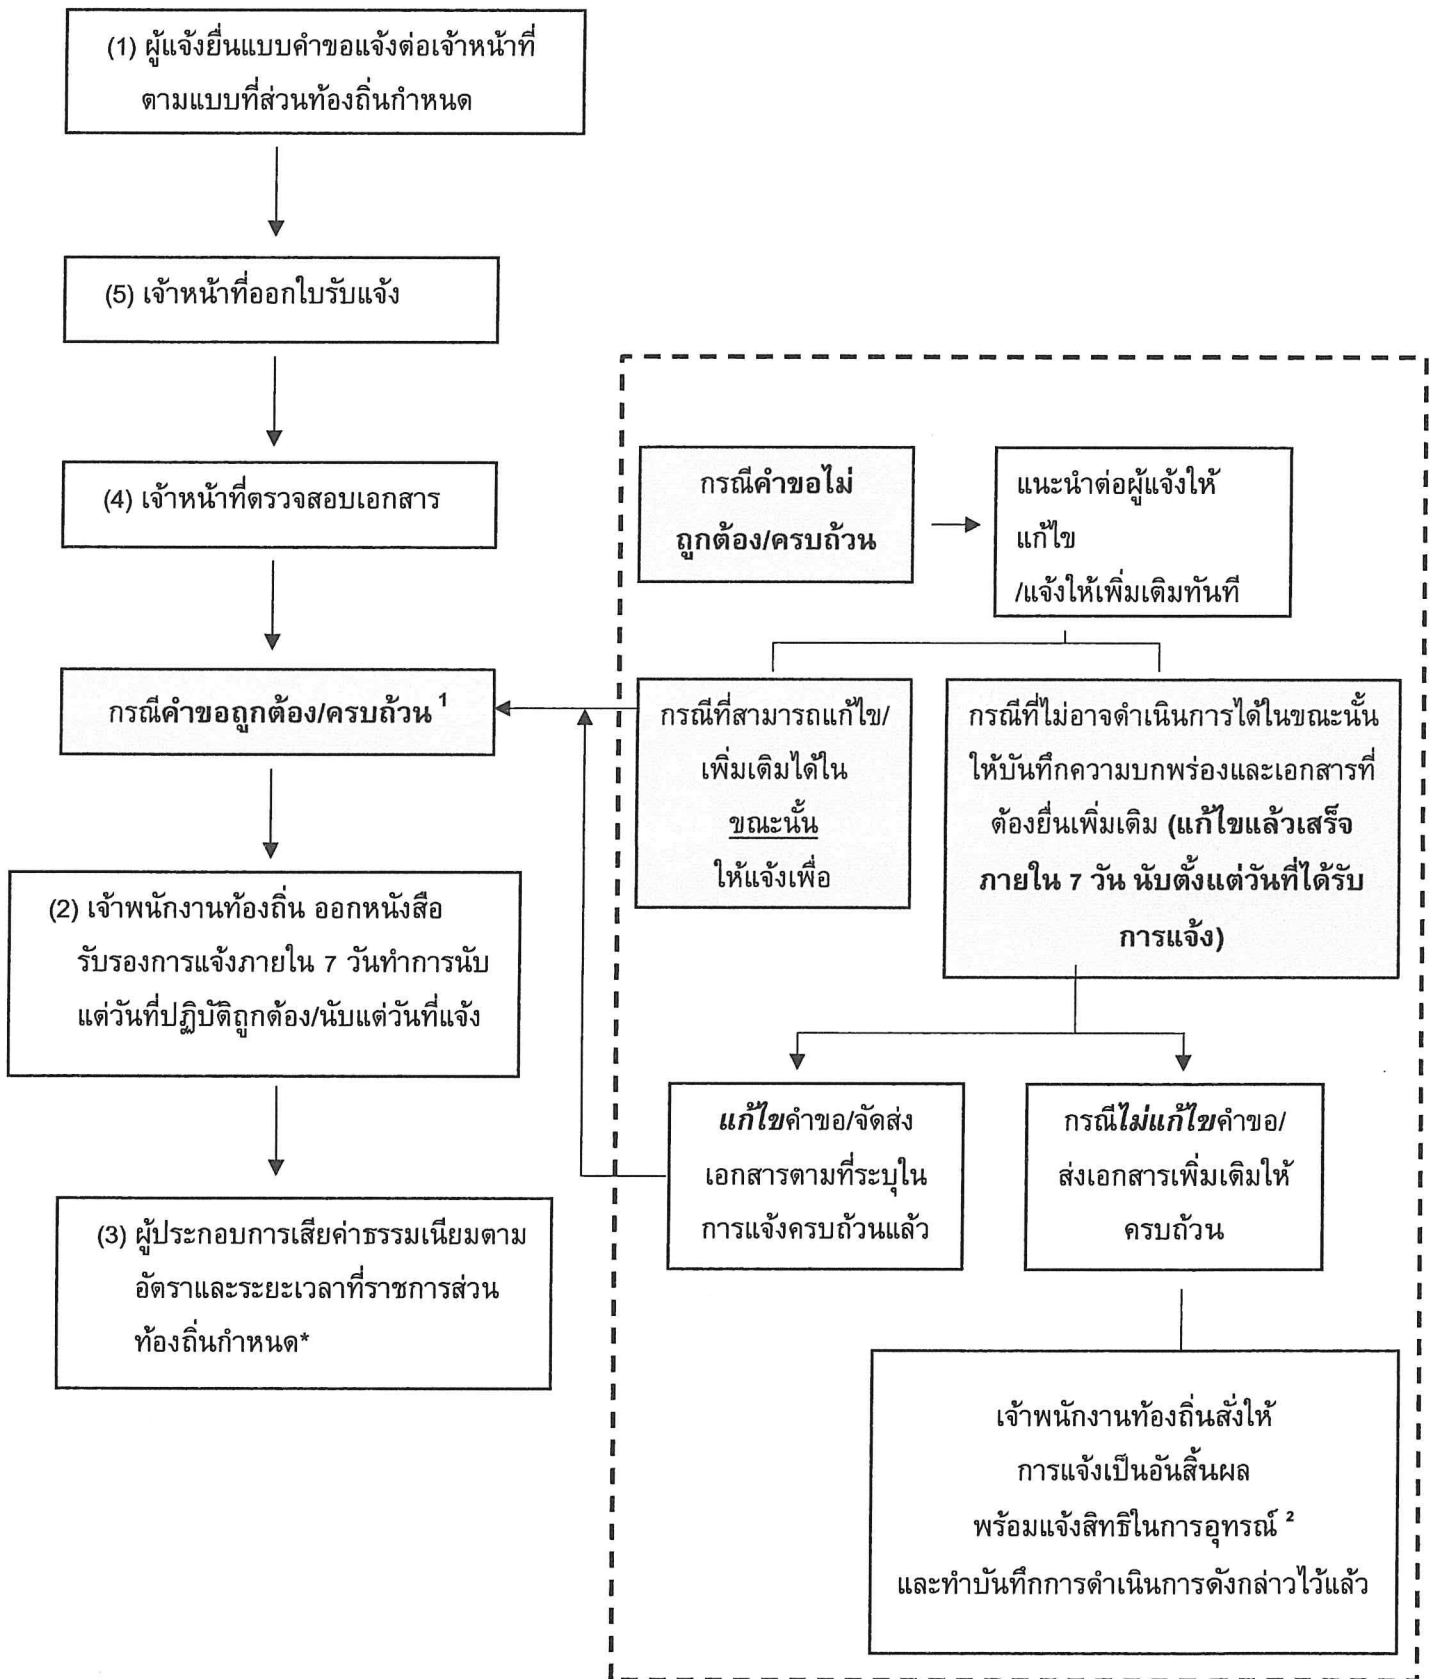 (1) ผู้แจ้งยื่นแบบคำขอแจ้งต่อเจ้าหน้าที่
ตามแบบที่ส่วนท้องถิ่นกำหนด
(5) เจ้าหน้าที่ออกใบรับแจ้ง
(4) เจ้าหน้าที่ตรวจสอบเอกสาร
กรณีคำขอถูกต้อง/ครบถ้วน ¹
(2) เจ้าพนักงานท้องถิ่น ออกหนังสือ
รับรองการแจ้งภายใน 7 วันทำการนับ
แต่วันที่ปฏิบัติถูกต้อง/นับแต่วันที่แจ้ง
(3) ผู้ประกอบการเสียค่าธรรมเนียมตาม
อัตราและระยะเวลาที่ราชการส่วน
ท้องถิ่นกำหนด*
กรณีคำขอไม่
ถูกต้อง/ครบถ้วน
แนะนำต่อผู้แจ้งให้
แก้ไข
/แจ้งให้เพิ่มเติมทันที
กรณีที่สามารถแก้ไข/
เพิ่มเติมได้ใน
ขณะนั้น
ให้แจ้งเพื่อ
กรณีที่ไม่อาจดำเนินการได้ในขณะนั้น
ให้บันทึกความบกพร่องและเอกสารที่
ต้องยื่นเพิ่มเติม (แก้ไขแล้วเสร็จ
ภายใน 7 วัน นับตั้งแต่วันที่ได้รับ
การแจ้ง)
แก้ไขคำขอ/จัดส่ง
เอกสารตามที่ระบุใน
การแจ้งครบถ้วนแล้ว
กรณีไม่แก้ไขคำขอ/
ส่งเอกสารเพิ่มเติมให้
ครบถ้วน
เจ้าพนักงานท้องถิ่นสั่งให้
การแจ้งเป็นอันสิ้นผล
พร้อมแจ้งสิทธิในการอุทรณ์ ²
และทำบันทึกการดำเนินการดังกล่าวไว้แล้ว